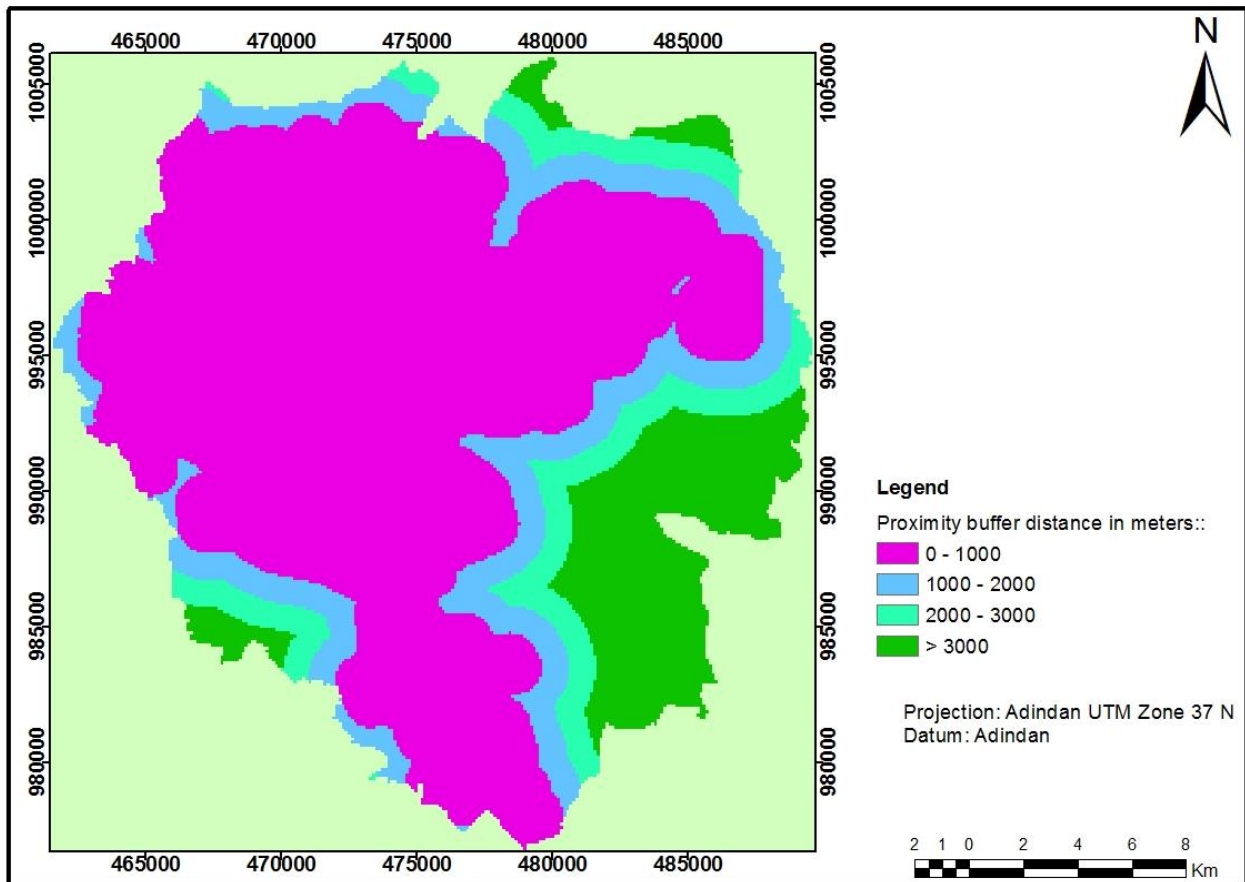 465000 470000 475000 480000 485000
N
1005000 1005000
1000000 1000000
995000 995000
990000 990000
985000 985000
980000 980000
465000 470000 475000 480000 485000
Legend
Proximity buffer distance in meters::
0 - 1000
1000 - 2000
2000 - 3000
> 3000
Projection: Adindan UTM Zone 37 N
Datum: Adindan
2 1 0 2 4 6 8
Km